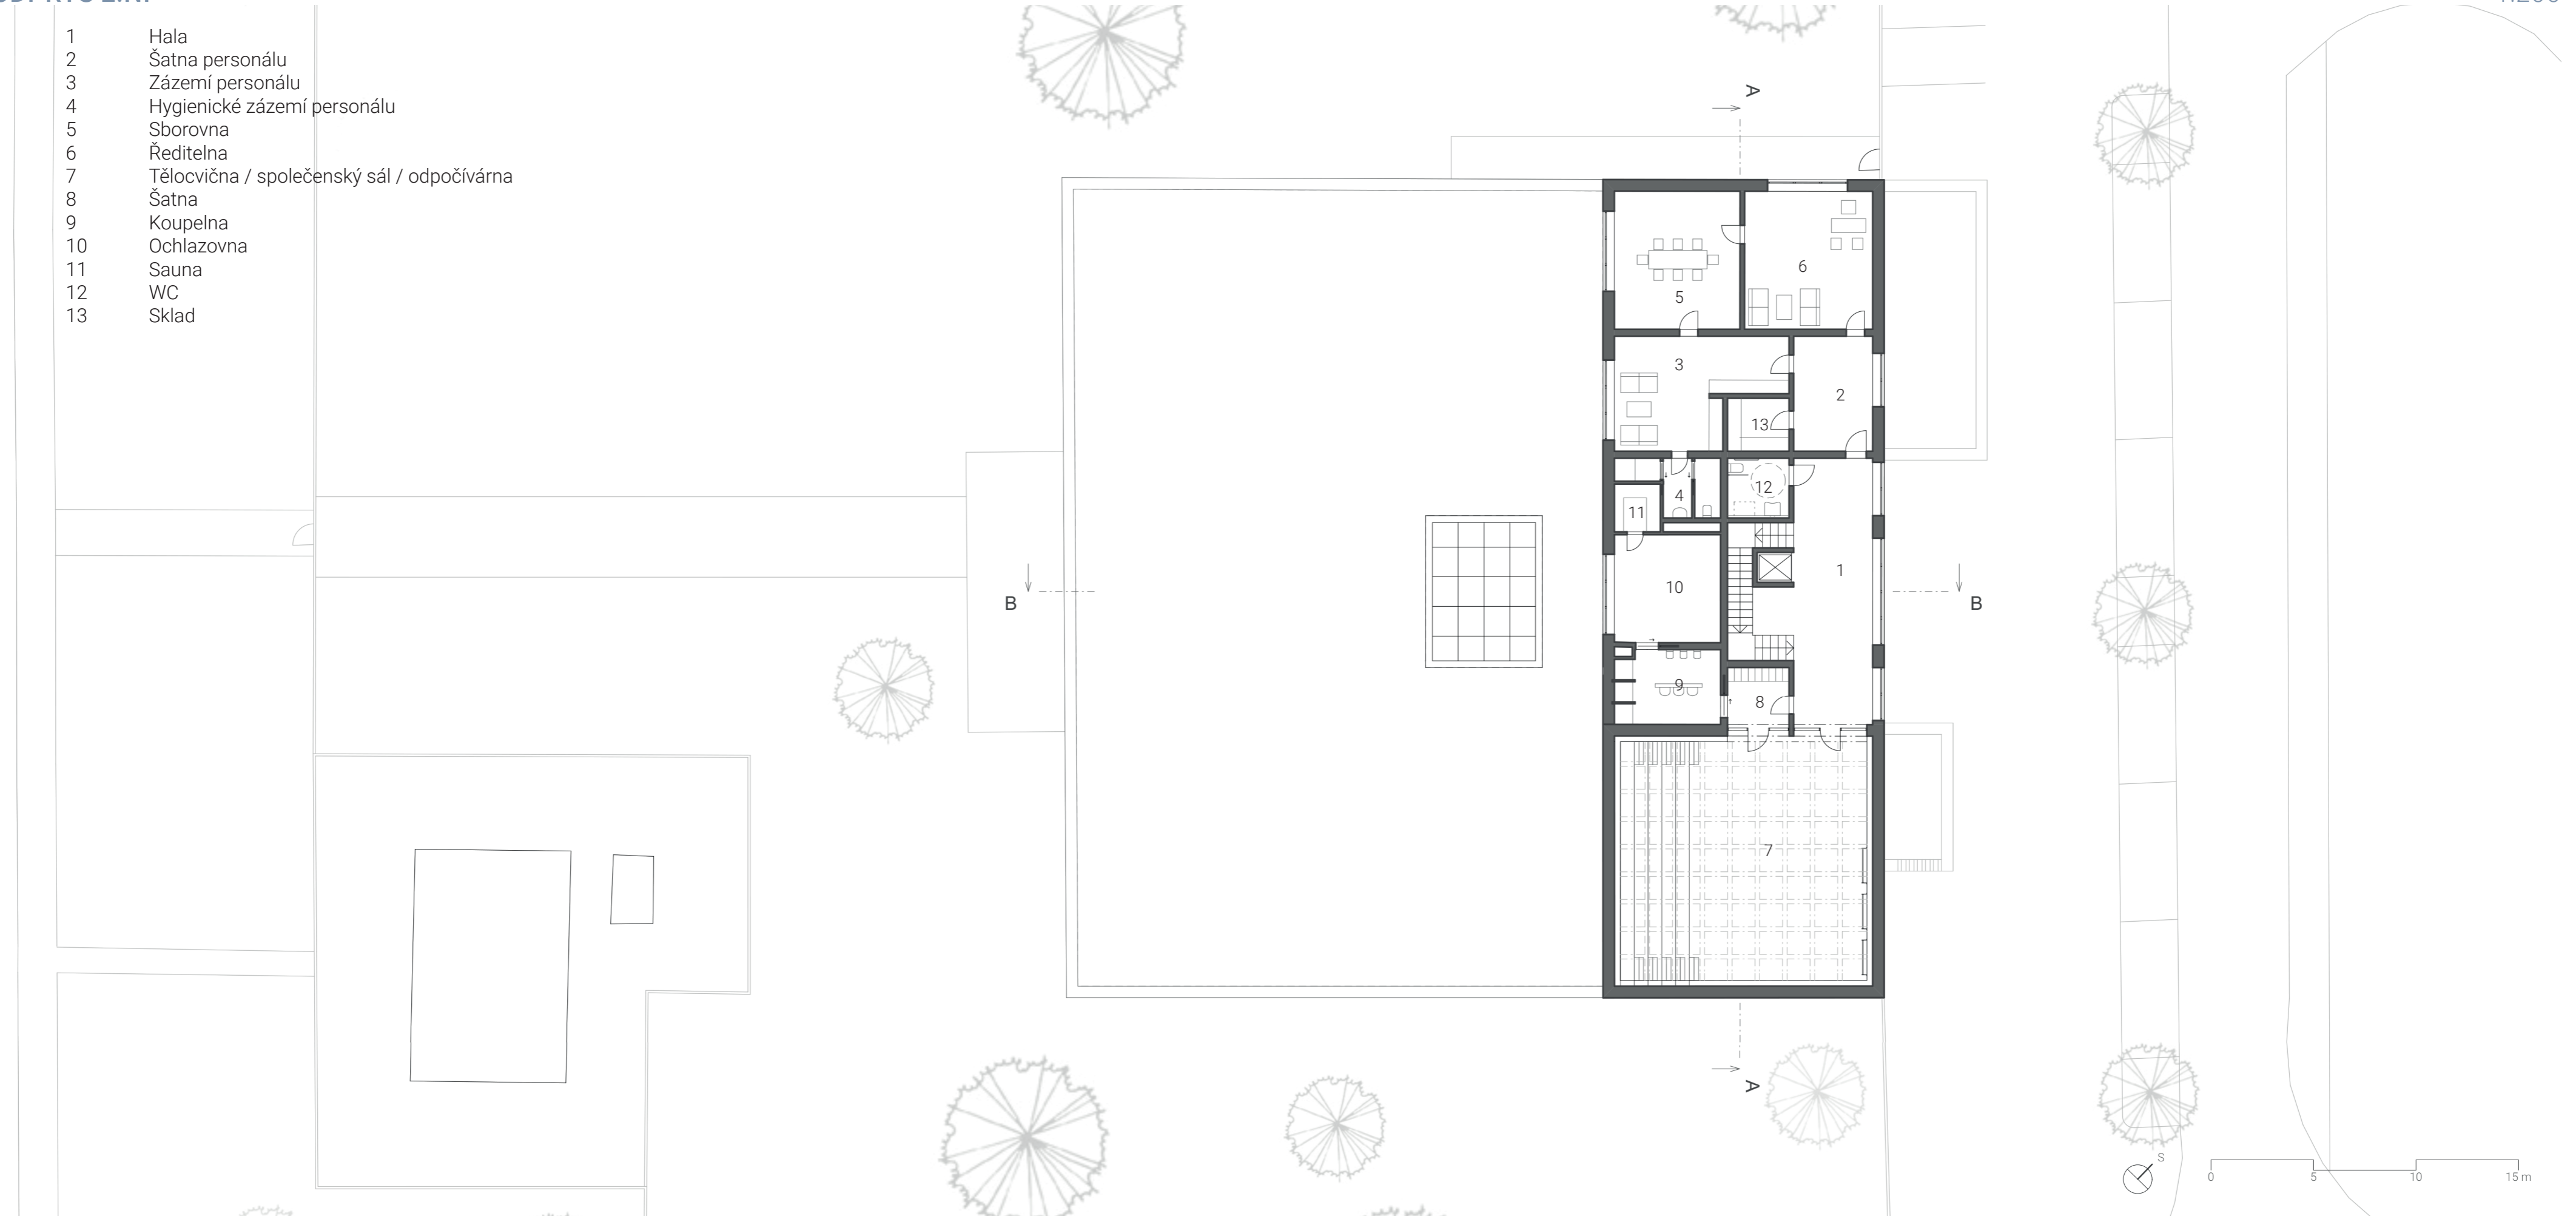 1 Hala
2 Šatna personálu
3 Zázemí personálu
4 Hygienické zázemí personálu
5 Sborovna
6 Ředitelna
7 Tělocvična / společenský sál / odpočívárna
8 Šatna
9 Koupelna
10 Ochlazovna
11 Sauna
12 WC
13 Sklad
A
5
6
3
2
13
4
12
11
1
10
B
B
9
8
7
A
S
0 5 10 15 m